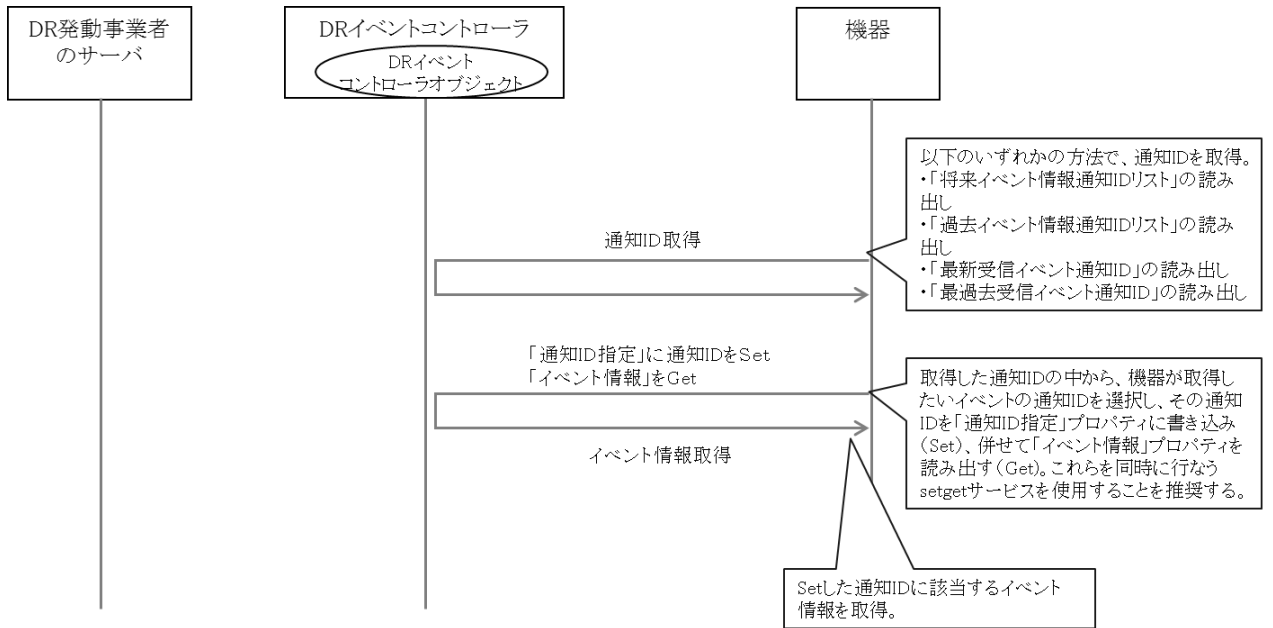 DR発動事業者
のサーバ
DRイベントコントローラ
DRイベント
コントローラオブジェクト
機器
以下のいずれかの方法で、通知IDを取得。
・「将来イベント情報通知IDリスト」の読み
出し
・「過去イベント情報通知IDリスト」の読み
出し
・「最新受信イベント通知ID」の読み出し
・「最過去受信イベント通知ID」の読み出し
通知ID取得
「通知ID指定」に通知IDをSet
「イベント情報」をGet
取得した通知IDの中から、機器が取得し
たいイベントの通知IDを選択し、その通知
IDを「通知ID指定」プロパティに書き込み
（Set）、併せて「イベント情報」プロパティを
読み出す（Get）。これらを同時に行なう
setgetサービスを使用することを推奨する。
イベント情報取得
Setした通知IDに該当するイベント
情報を取得。